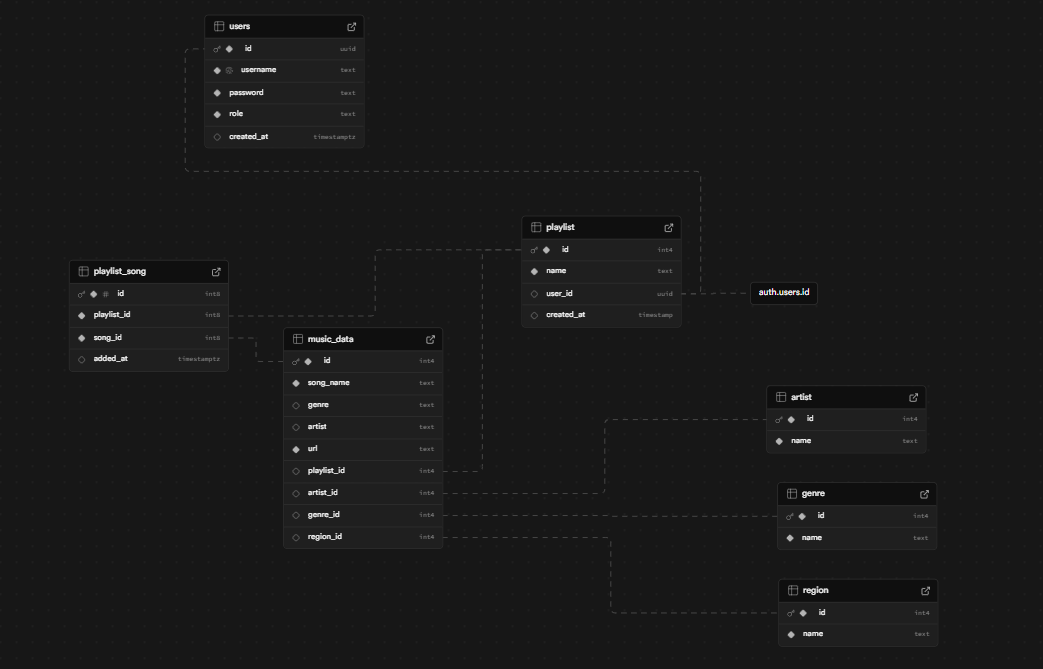 users
id uuid
username text
password text
role text
created_at timestamptz
playlist
id int4
name text
user_id uuid
created_at timestamp
auth.users.id
playlist_song
id int8
playlist_id int8
song_id int8
added_at timestamptz
music_data
id int4
song_name text
genre text
artist text
url text
playlist_id int4
artist_id int4
genre_id int4
region_id int4
artist
id int4
name text
genre
id int4
name text
region
id int4
name text